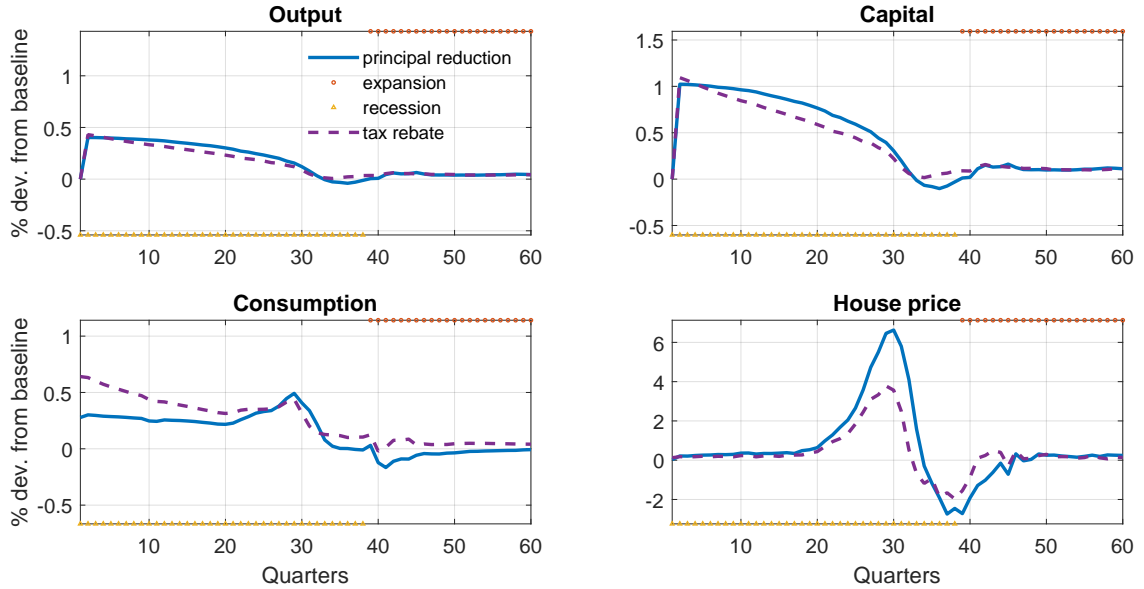 Output
% dev. from baseline
1
0.5
0
-0.5
principal reduction
expansion
recession
tax rebate
10 20 30 40 50 60
Capital
1.5
1
0.5
0
-0.5
10 20 30 40 50 60
Consumption
% dev. from baseline
1
0.5
0
-0.5
10 20 30 40 50 60
Quarters
House price
6
4
2
0
-2
10 20 30 40 50 60
Quarters